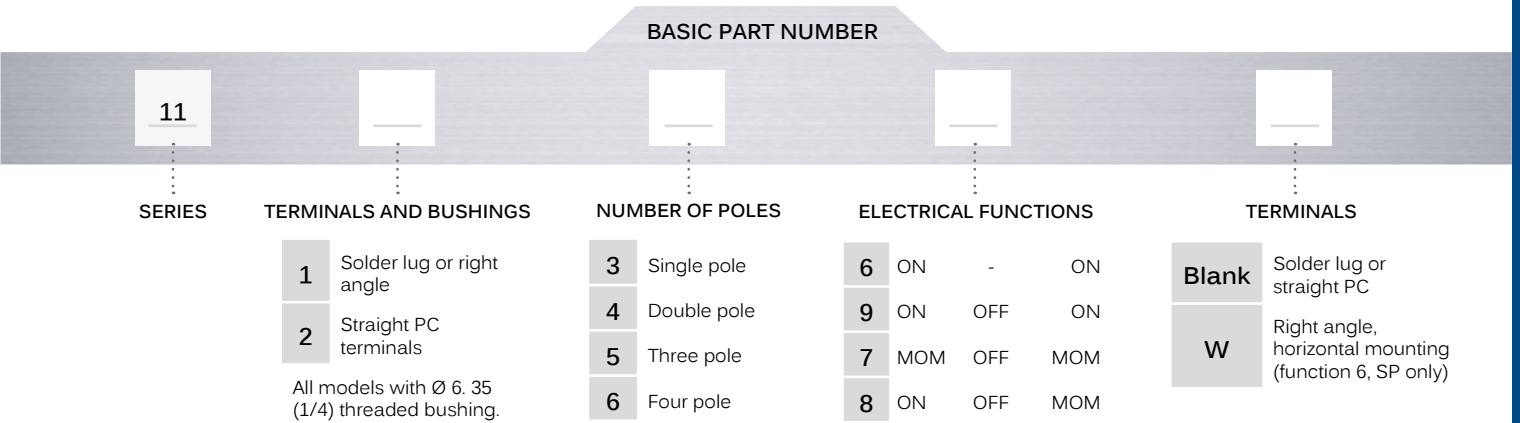 BASIC PART NUMBER
11
SERIES
TERMINALS AND BUSHINGS
1 Solder lug or right
angle
2 Straight PC
terminals
All models with Ø 6. 35
(1/4) threaded bushing.
NUMBER OF POLES
3 Single pole
4 Double pole
5 Three pole
6 Four pole
ELECTRICAL FUNCTIONS
6 ON - ON
9 ON OFF ON
7 MOM OFF MOM
8 ON OFF MOM
TERMINALS
Blank Solder lug or
straight PC
W Right angle,
horizontal mounting
(function 6, SP only)